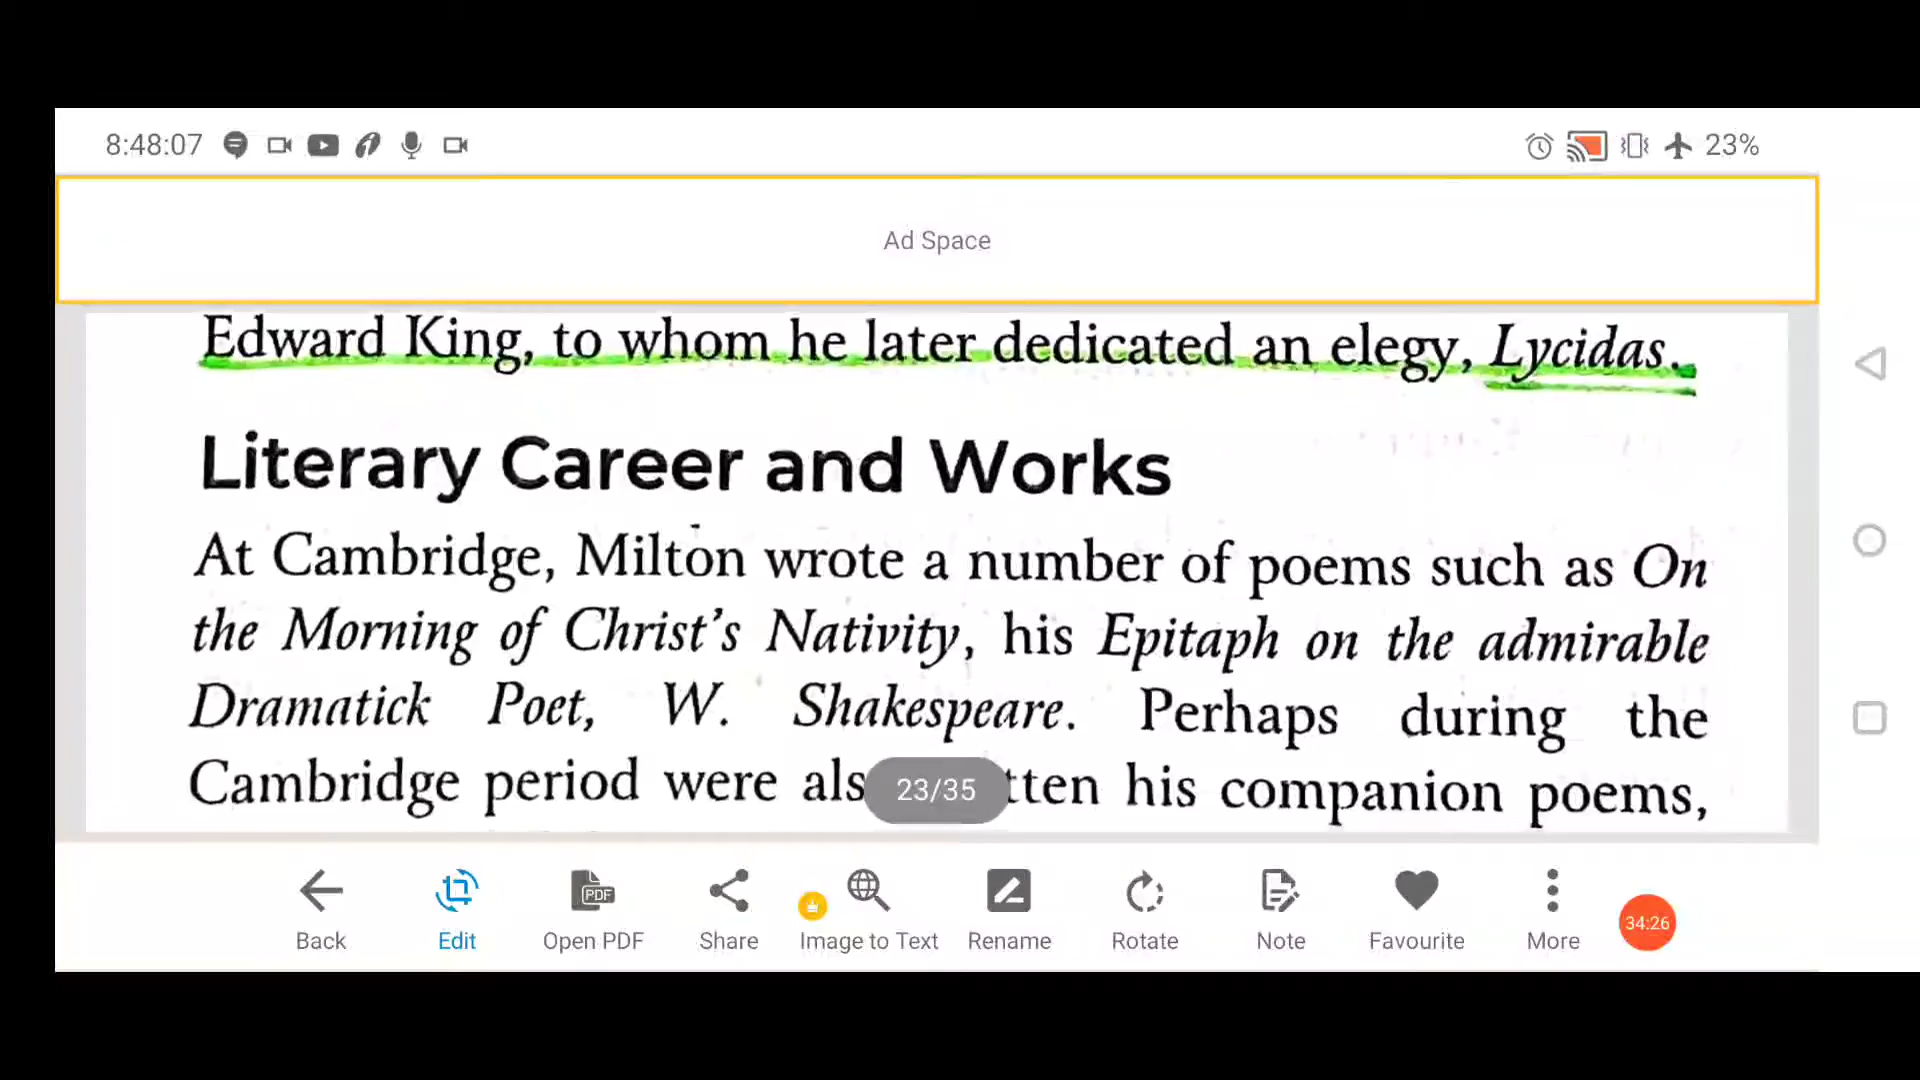 8:48:07
23%
Ad Space
Edward King, to whom he later dedicated an elegy, Lycidas.
Literary Career and Works
At Cambridge, Milton wrote a number of poems such as On
the Morning of Christ's Nativity, his Epitaph on the admirable
Dramatick Poet, W. Shakespeare. Perhaps during the
Cambridge period were als tten his companion poems,
23/35
PDF
Back Edit Open PDF Share Image to Text Rename Rotate Note Favourite More
34:26